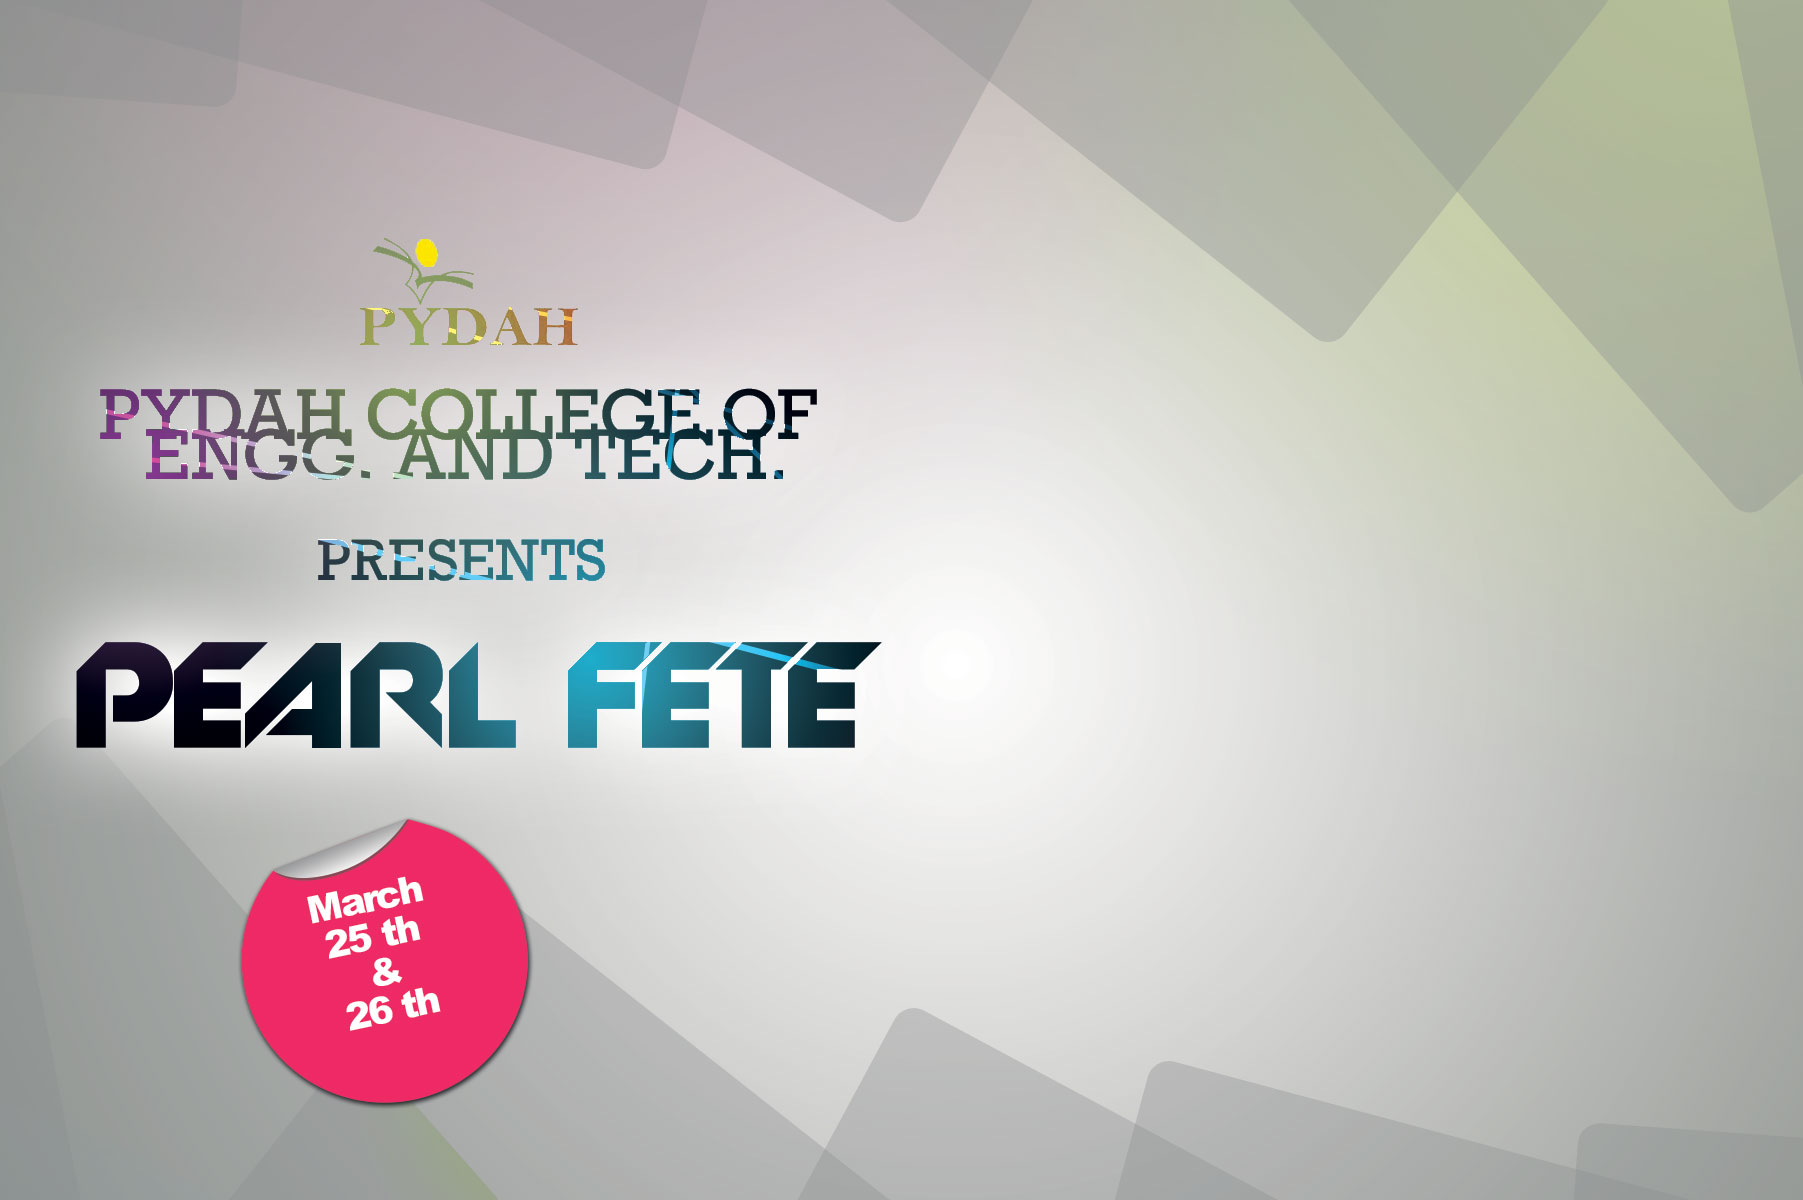 PYDAH
PYDAH COLLEGE OF
ENGG. AND TECH.
PRESENTS
PEARL FETE
March
25 th
&
26 th